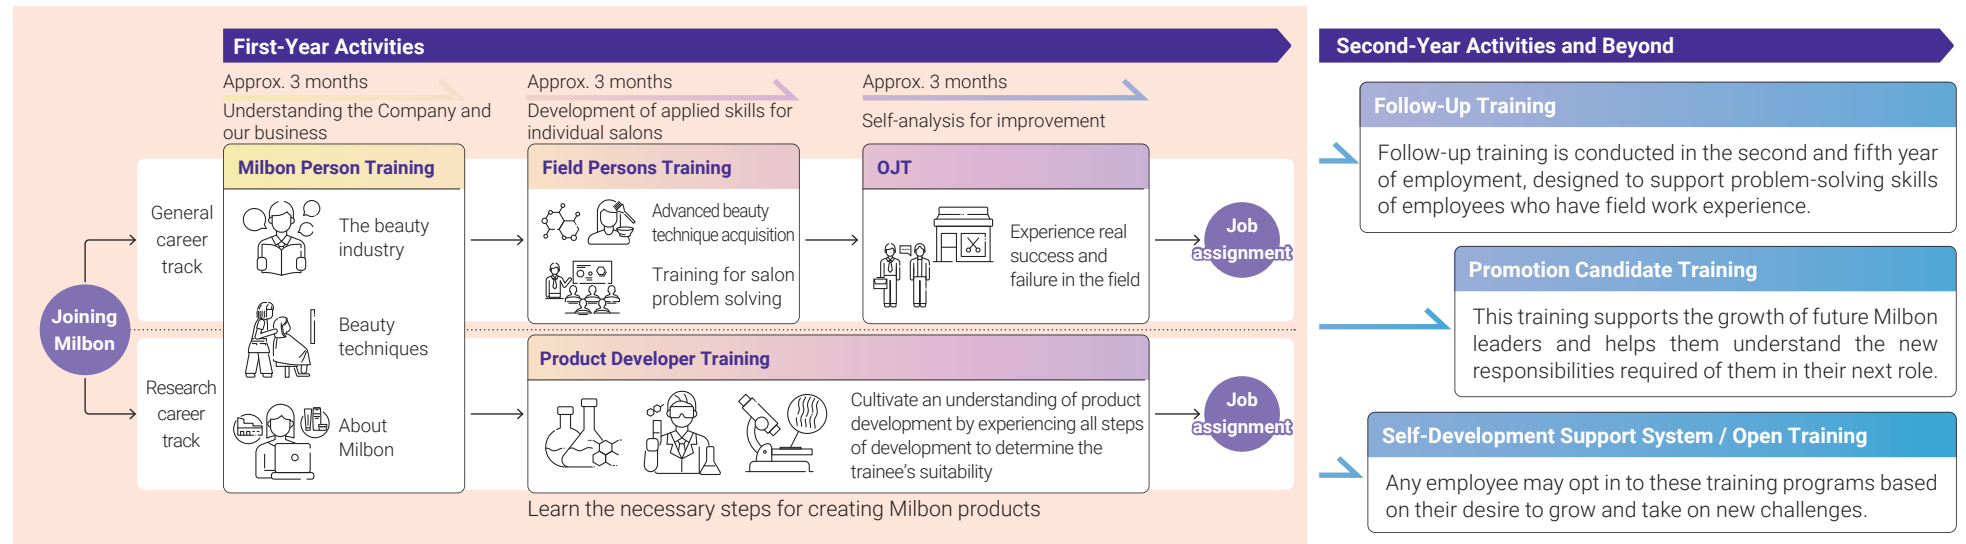 First-Year Activities
Approx. 3 months
Understanding the Company and
our business
Approx. 3 months
Development of applied skills for
individual salons
Approx. 3 months
Self-analysis for improvement
Joining
Milbon
General
career
track
Research
career
track
Milbon Person Training
The beauty
industry
Beauty
techniques
About
Milbon
Field Persons Training
Advanced beauty
technique acquisition
Training for salon
problem solving
OJT
Experience real
success and
failure in the field
Job
assignment
Product Developer Training
Cultivate an understanding of product
development by experiencing all steps
of development to determine the
trainee's suitability
Job
assignment
Learn the necessary steps for creating Milbon products
Second-Year Activities and Beyond
Follow-Up Training
Follow-up training is conducted in the second and fifth year
of employment, designed to support problem-solving skills
of employees who have field work experience.
Promotion Candidate Training
This training supports the growth of future Milbon
leaders and helps them understand the new
responsibilities required of them in their next role.
Self-Development Support System / Open Training
Any employee may opt in to these training programs based
on their desire to grow and take on new challenges.